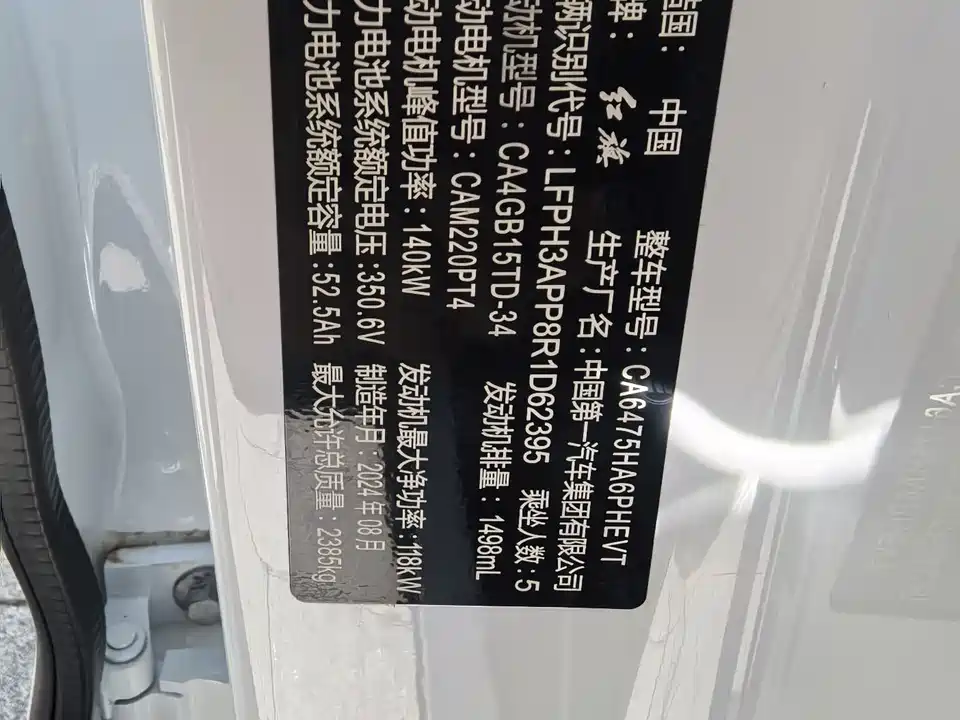 造国：中国
牌：红旗 整车型号：CA6475HA6PHEVT
生产厂名：中国第一汽车集团有限公司
辆识别代号：LFPH3APP8R1D62395 乘坐人数：5
动机型号：CA4GB15TD-34 发动机排量：1498mL
动电机型号：CAM220PT4
动电机峰值功率：140kW 发动机最大净功率：118kW
力电池系统额定电压：350.6V 制造年月：2024年08月
力电池系统额定容量：52.5Ah 最大允许总质量：2385kg